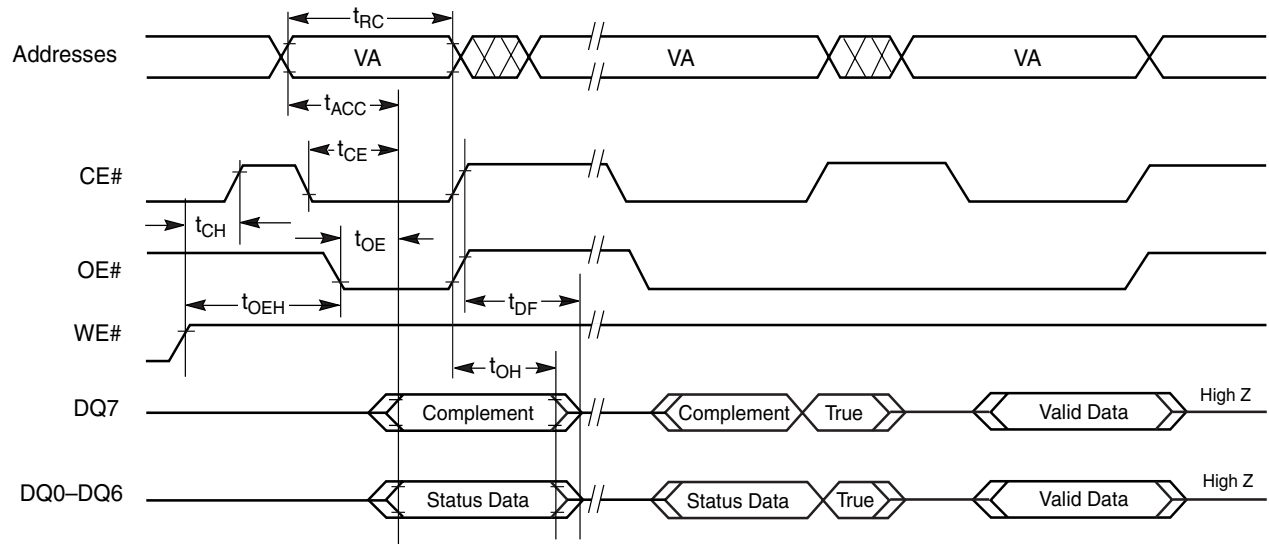 tRC
Addresses VA VA VA
tACC
tCE
CE#
tCH
tOE
OE#
tOEH tDF
WE#
tOH
DQ7 Complement Complement True Valid Data High Z
DQ0–DQ6 Status Data Status Data True Valid Data High Z